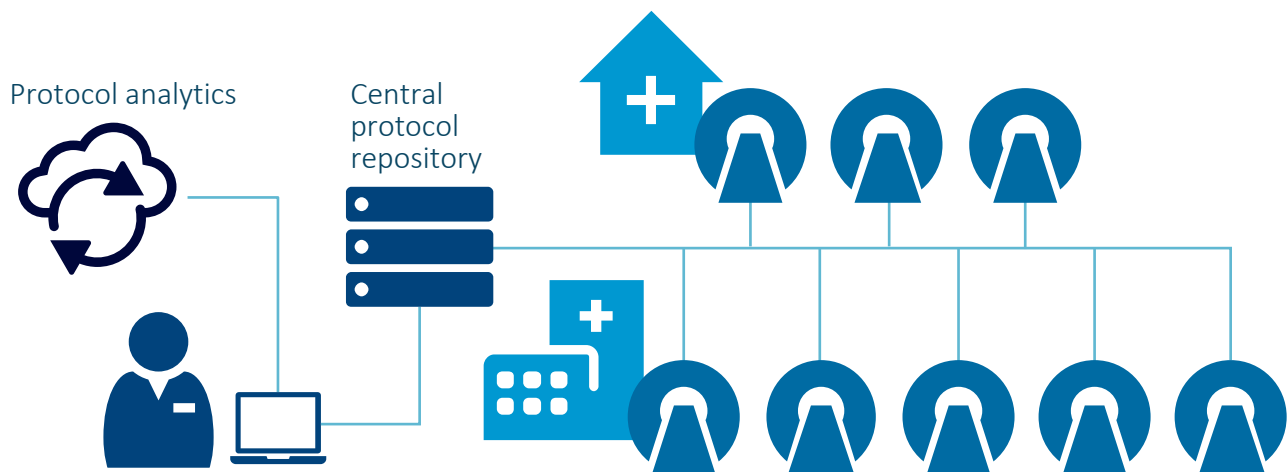 Protocol analytics
Central
protocol
repository